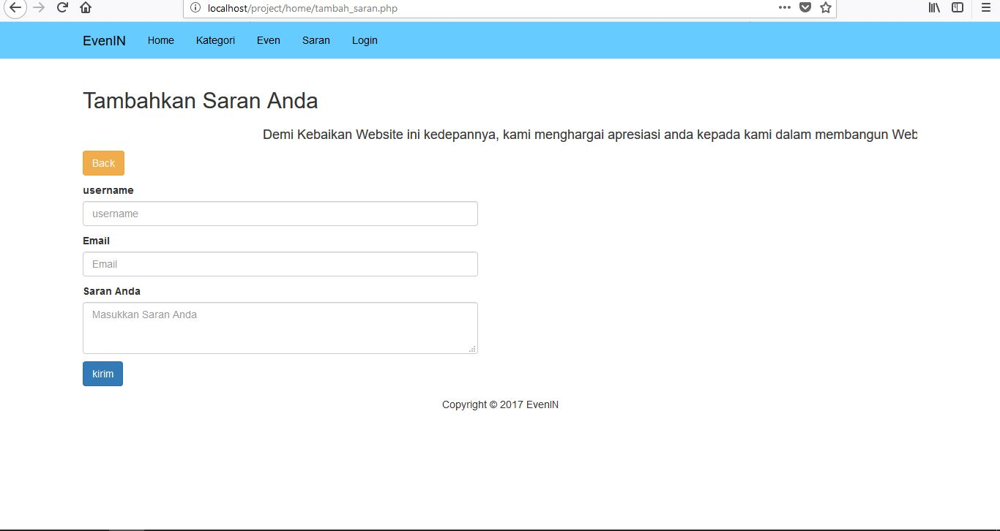 localhost/project/home/tambah_saran.php
EvenIN Home Kategori Even Saran Login
Tambahkan Saran Anda
Demi Kebaikan Website ini kedepannya, kami menghargai apresiasi anda kepada kami dalam membangun Web
Back
username
username
Email
Email
Saran Anda
Masukkan Saran Anda
kirim
Copyright © 2017 EvenIN